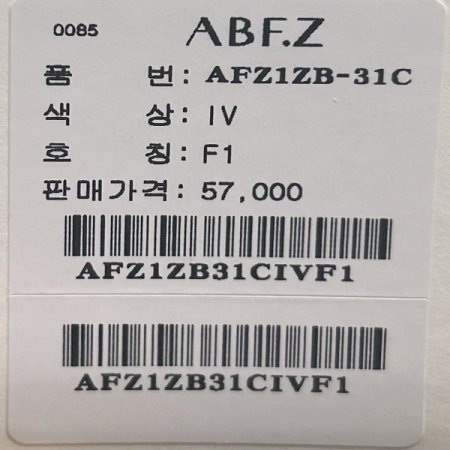 0085 ABF.Z
품 번: AFZ1ZB-31C
색 상: IV
호 칭: F1
판매가격: 57,000
AFZ1ZB31CIVF1
AFZ1ZB31CIVF1